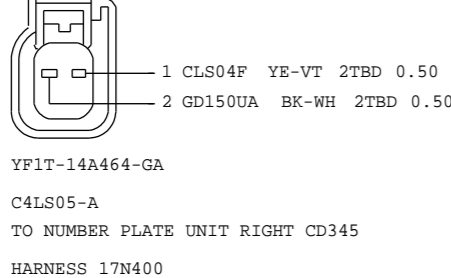 1 CLS04F YE-VT 2TBD 0.50
2 GD150UA BK-WH 2TBD 0.50
YF1T-14A464-GA
C4LS05-A
TO NUMBER PLATE UNIT RIGHT CD345
HARNESS 17N400